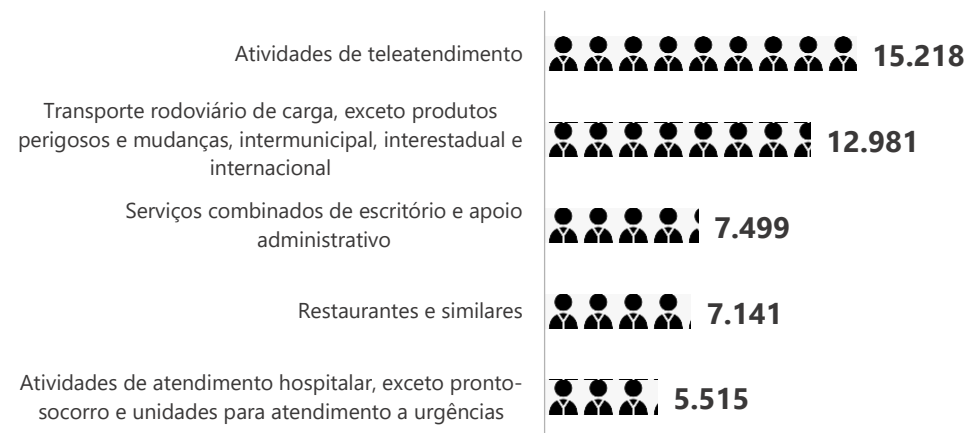 Atividades de teleatendimento
15.218
Transporte rodoviário de carga, exceto produtos
perigosos e mudanças, intermunicipal, interestadual e
internacional
12.981
Serviços combinados de escritório e apoio
administrativo
7.499
Restaurantes e similares
7.141
Atividades de atendimento hospitalar, exceto pronto-
socorro e unidades para atendimento a urgências
5.515